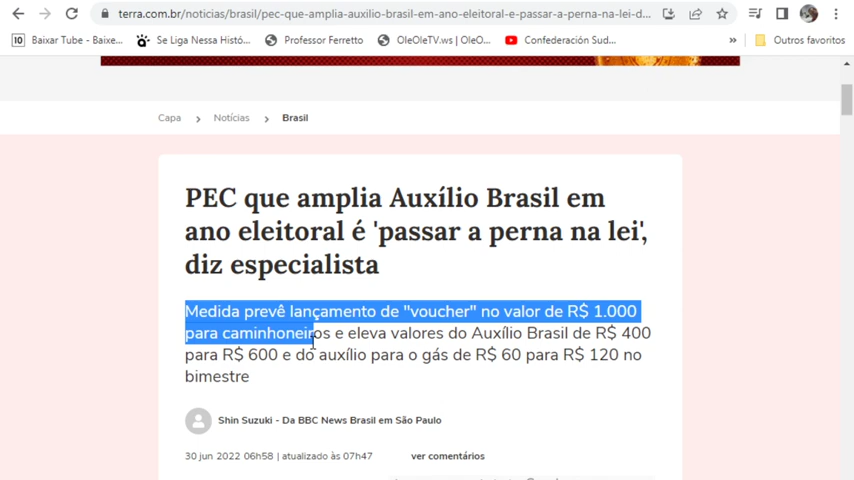 terra.com.br/noticias/brasil/pec-que-amplia-auxilio-brasil-em-ano-eleitoral-e-passar-a-perna-na-lei-d...
Baixar Tube - Baixe... Se Liga Nessa Histó... Professor Ferretto OleOleTV.ws | OleO... Confederación Sud... » Outros favoritos
Capa > Notícias > Brasil
PEC que amplia Auxílio Brasil em
ano eleitoral é 'passar a perna na lei',
diz especialista
Medida prevê lançamento de "voucher" no valor de R$ 1.000
para caminhoneiros e eleva valores do Auxílio Brasil de R$ 400
para R$ 600 e do auxílio para o gás de R$ 60 para R$ 120 no
bimestre
Shin Suzuki - Da BBC News Brasil em São Paulo
30 jun 2022 06h58 | atualizado às 07h47 ver comentários